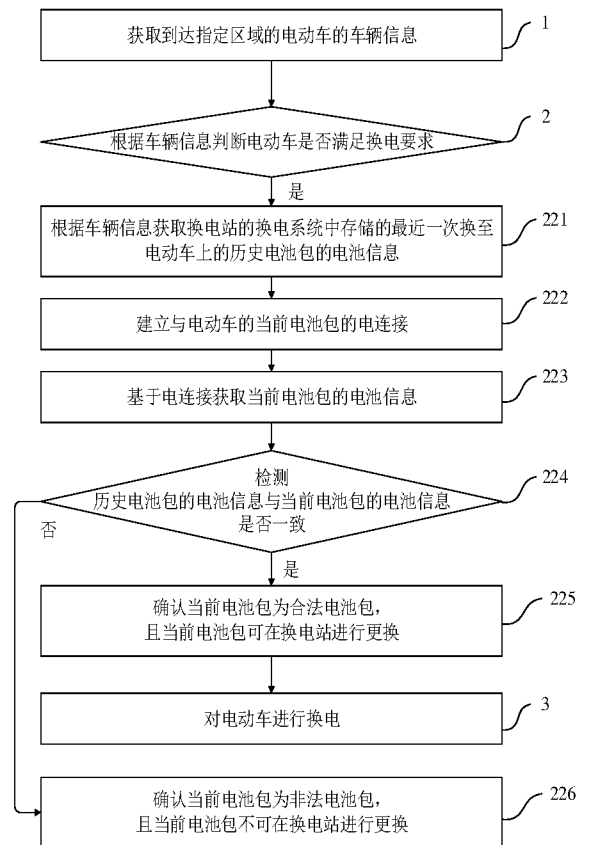 获取到达指定区域的电动车的车辆信息
1
根据车辆信息判断电动车是否满足换电要求
2
是
根据车辆信息获取换电站的换电系统中存储的最近一次换至
电动车上的历史电池包的电池信息
221
建立与电动车的当前电池包的电连接
222
基于电连接获取当前电池包的电池信息
223
检测
历史电池包的电池信息与当前电池包的电池信息
是否一致
224
否
是
确认当前电池包为合法电池包，
且当前电池包可在换电站进行更换
225
对电动车进行换电
3
确认当前电池包为非法电池包，
且当前电池包不可在换电站进行更换
226